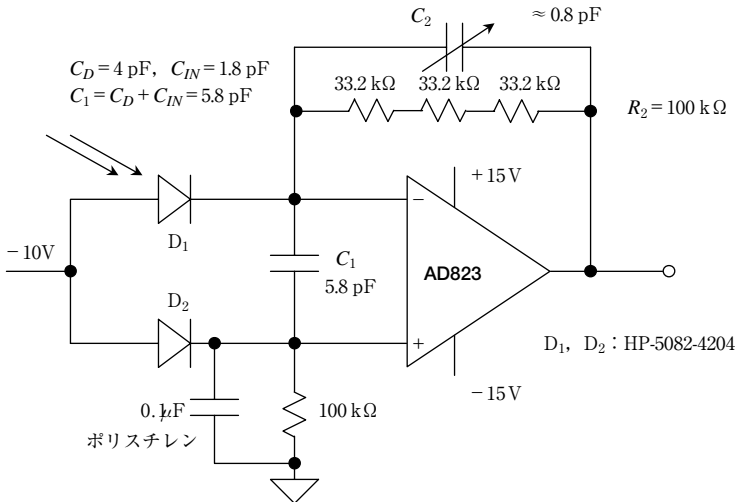 C2
≈ 0.8 pF
CD = 4 pF, CIN = 1.8 pF
C1 = CD + CIN = 5.8 pF
33.2 kΩ 33.2 kΩ 33.2 kΩ
R2 = 100 kΩ
+15V
D1
−
−10V
C1
5.8 pF
AD823
D2
+
D1, D2：HP-5082-4204
−15V
0.1μF
100 kΩ
ポリスチレン